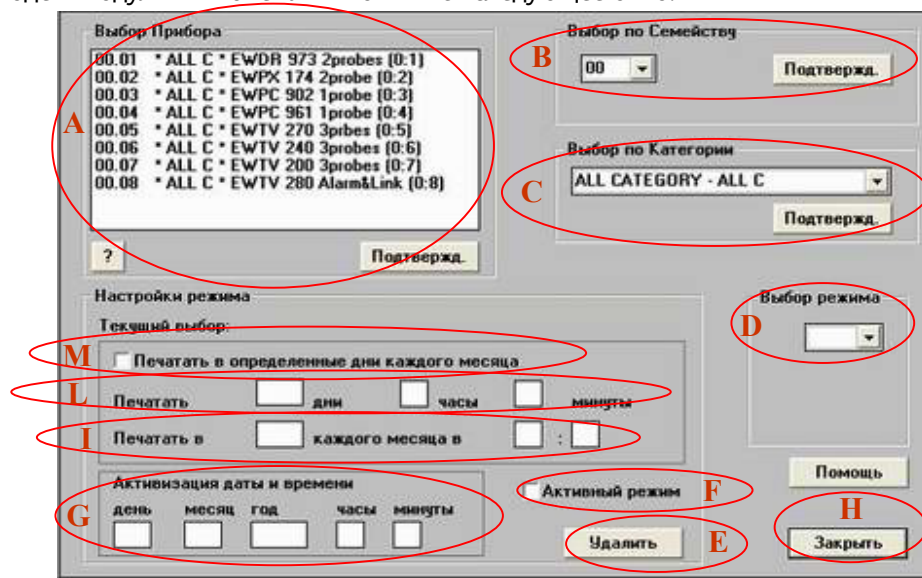 Выбор Прибора
00.01 * ALL C * EWDR 973 2probes (0:1)
00.02 * ALL C * EWPX 174 2probe (0:2)
00.03 * ALL C * EWPC 902 1probe (0:3)
00.04 * ALL C * EWPC 961 1probe (0:4)
00.05 * ALL C * EWTV 270 3prbes (0:5)
00.06 * ALL C * EWTV 240 3probes (0:6)
00.07 * ALL C * EWTV 200 3probes (0:7)
00.08 * ALL C * EWTV 280 Alarm&Link (0:8)
A
?
Подтвержд.
Выбор по Семейству
B
00
Подтвержд.
Выбор по Категории
C
ALL CATEGORY - ALL C
Подтвержд.
Настройки режима
Текущий выбор:
M
Печатать в определенные дни каждого месяца
L
Печатать дни часы минуты
I
Печатать в каждого месяца в :
Активизация даты и времени
G
день месяц год часы минуты
Активный режим
F
Удалить
E
Выбор режима
D
Помощь
H
Закрыть